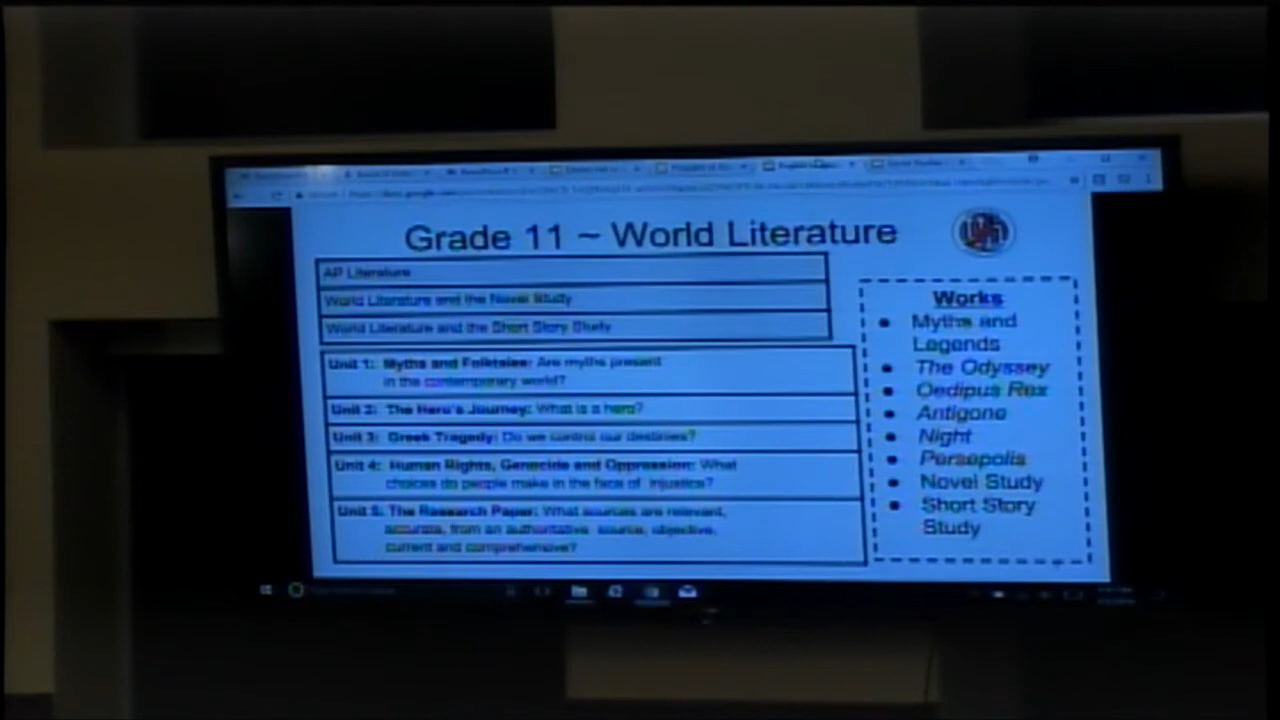 Grade 11 ~ World Literature
AP Literature
World Literature and the Novel Study
World Literature and the Short Story Study
Unit 1: Myths and Folktales: Are myths present
in the contemporary world?
Unit 2: The Hero's Journey: What is a hero?
Unit 3: Greek Tragedy: Do we control our destinies?
Unit 4: Human Rights, Genocide and Oppression: What
choices do people make in the face of injustice?
Unit 5: The Research Paper: What sources are relevant,
accurate, from an authoritative source, objective,
current and comprehensive?
Works
• Myths and
Legends
• The Odyssey
• Oedipus Rex
• Antigone
• Night
• Persepolis
• Novel Study
• Short Story
Study